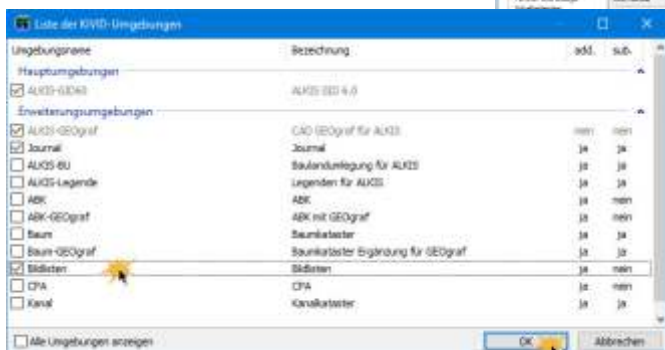 Liste der KIVID-Umgebungen
Umgebungsname Bezeichnung add. sub.
Hauptumgebungen
ALKIS-GID60 ALKIS GID 6.0
Erweiterungsumgebungen
ALKIS-GEOgraf CAD GEOgraf für ALKIS nein nein
Journal Journal ja ja
ALKIS-BU Baulandumlegung für ALKIS ja ja
ALKIS-Legende Legenden für ALKIS ja ja
ABK ABK ja nein
ABK-GEOgraf ABK mit GEOgraf ja nein
Baum Baumkataster ja ja
Baum-GEOgraf Baumkataster Ergänzung für GEOgraf ja ja
Bildlisten Bildlisten ja nein
CPA CPA ja nein
Kanal Kanalkataster ja ja
Alle Umgebungen anzeigen OK Abbrechen